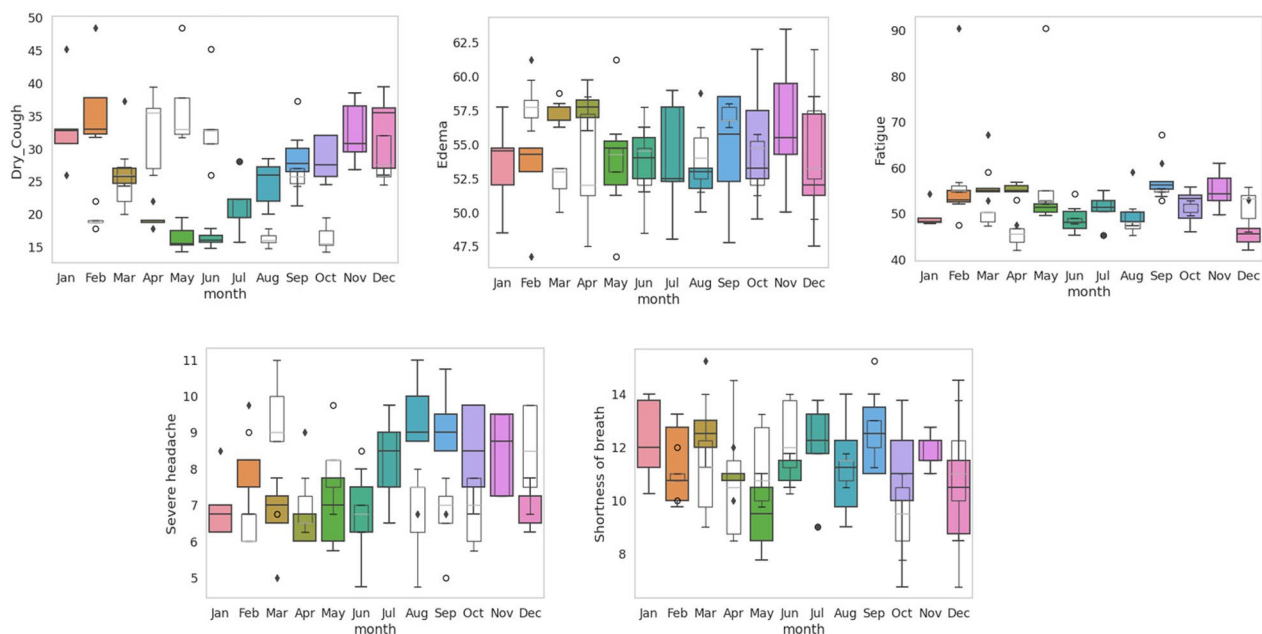 Dry_Cough
50
45
40
35
30
25
20
15
Jan Feb Mar Apr May Jun Jul Aug Sep Oct Nov Dec
month
Edema
62.5
60.0
57.5
55.0
52.5
50.0
47.5
Jan Feb Mar Apr May Jun Jul Aug Sep Oct Nov Dec
month
Fatigue
90
80
70
60
50
40
Jan Feb Mar Apr May Jun Jul Aug Sep Oct Nov Dec
month
Severe headache
11
10
9
8
7
6
5
Jan Feb Mar Apr May Jun Jul Aug Sep Oct Nov Dec
month
Shortness of breath
14
12
10
8
Jan Feb Mar Apr May Jun Jul Aug Sep Oct Nov Dec
month